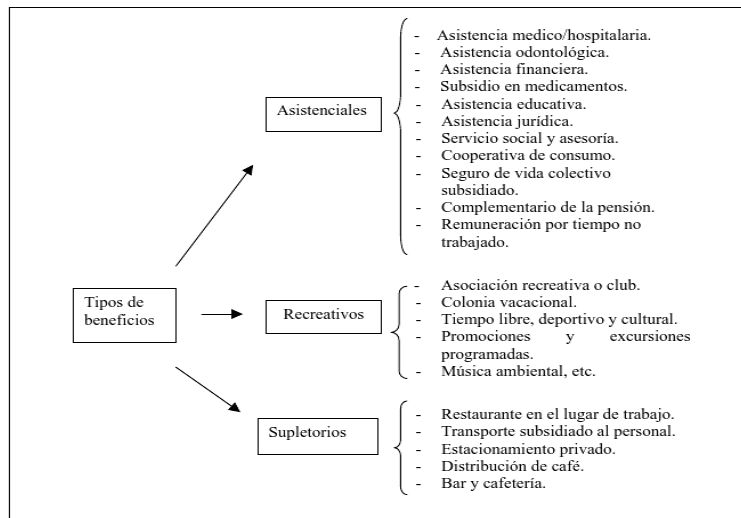 Tipos de
beneficios
Asistenciales
- Asistencia medico/hospitalaria.
- Asistencia odontológica.
- Asistencia financiera.
- Subsidio en medicamentos.
- Asistencia educativa.
- Asistencia jurídica.
- Servicio social y asesoría.
- Cooperativa de consumo.
- Seguro de vida colectivo
subsidiado.
- Complementario de la pensión.
- Remuneración por tiempo no
trabajado.
Recreativos
- Asociación recreativa o club.
- Colonia vacacional.
- Tiempo libre, deportivo y cultural.
- Promociones y excursiones
programadas.
- Música ambiental, etc.
Supletorios
- Restaurante en el lugar de trabajo.
- Transporte subsidiado al personal.
- Estacionamiento privado.
- Distribución de café.
- Bar y cafetería.